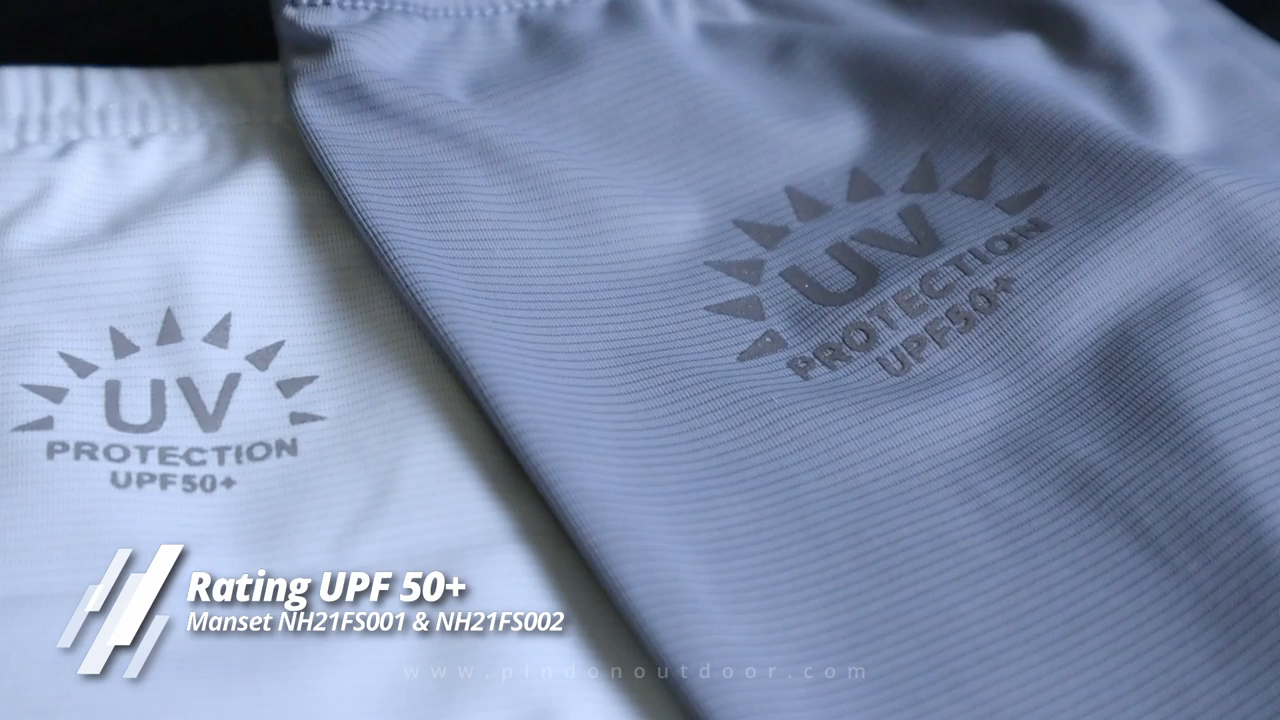 UV
PROTECTION
UPF50+
UV
PROTECTION
UPF50+
Rating UPF 50+
Manset NH21FS001 & NH21FS002
www.pindonoutdoor.com